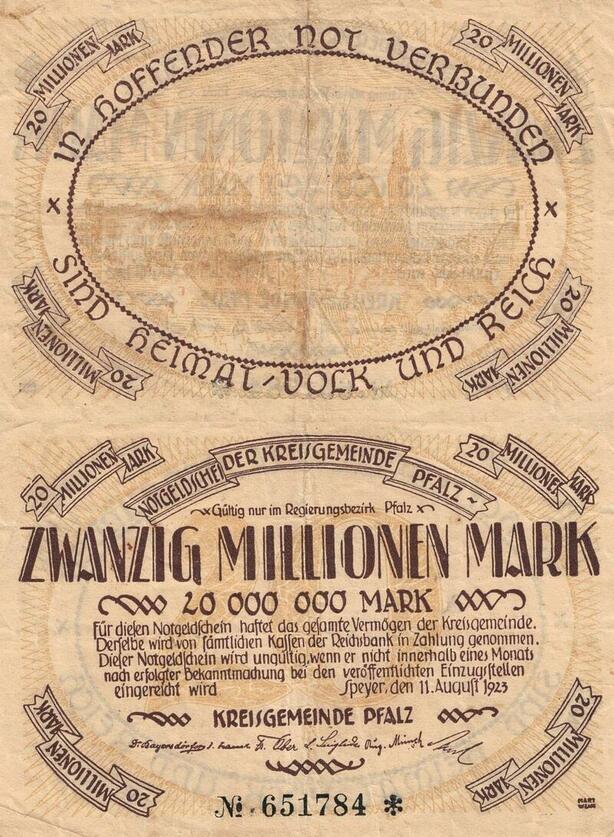 20 MILLIONEN MARK
20 MILLIONEN MARK
IN HOFFENDER NOT VERBUNDEN
x x
SIND HEIMAT/VOLK UND REICH
20 MILLIONEN MARK
20 MILLIONEN MARK
20 MILLIONEN MARK
20 MILLIONEN MARK
NOTGELDSCHEIN DER KREISGEMEINDE PFALZ~
x Gültig nur im Regierungsbezirk Pfalz x
ZWANZIG MILLIONEN MARK
20 000 000 MARK
Für diesen Notgeldschein haftet das gesamte Vermögen der Kreisgemeinde.
Derselbe wird von sämtlichen Kassen der Reichsbank in Zahlung genommen.
Dieser Notgeldschein wird ungültig, wenn er nicht innerhalb eines Monats
nach erfolgter Bekanntmachung bei den veröffentlichten Einzugsstellen
eingereicht wird Speyer, den 11. August 1923
KREISGEMEINDE PFALZ
Dr. Bayersdörfer
20 MILLIONEN MARK
20 MILLIONEN MARK
№ 651784 *